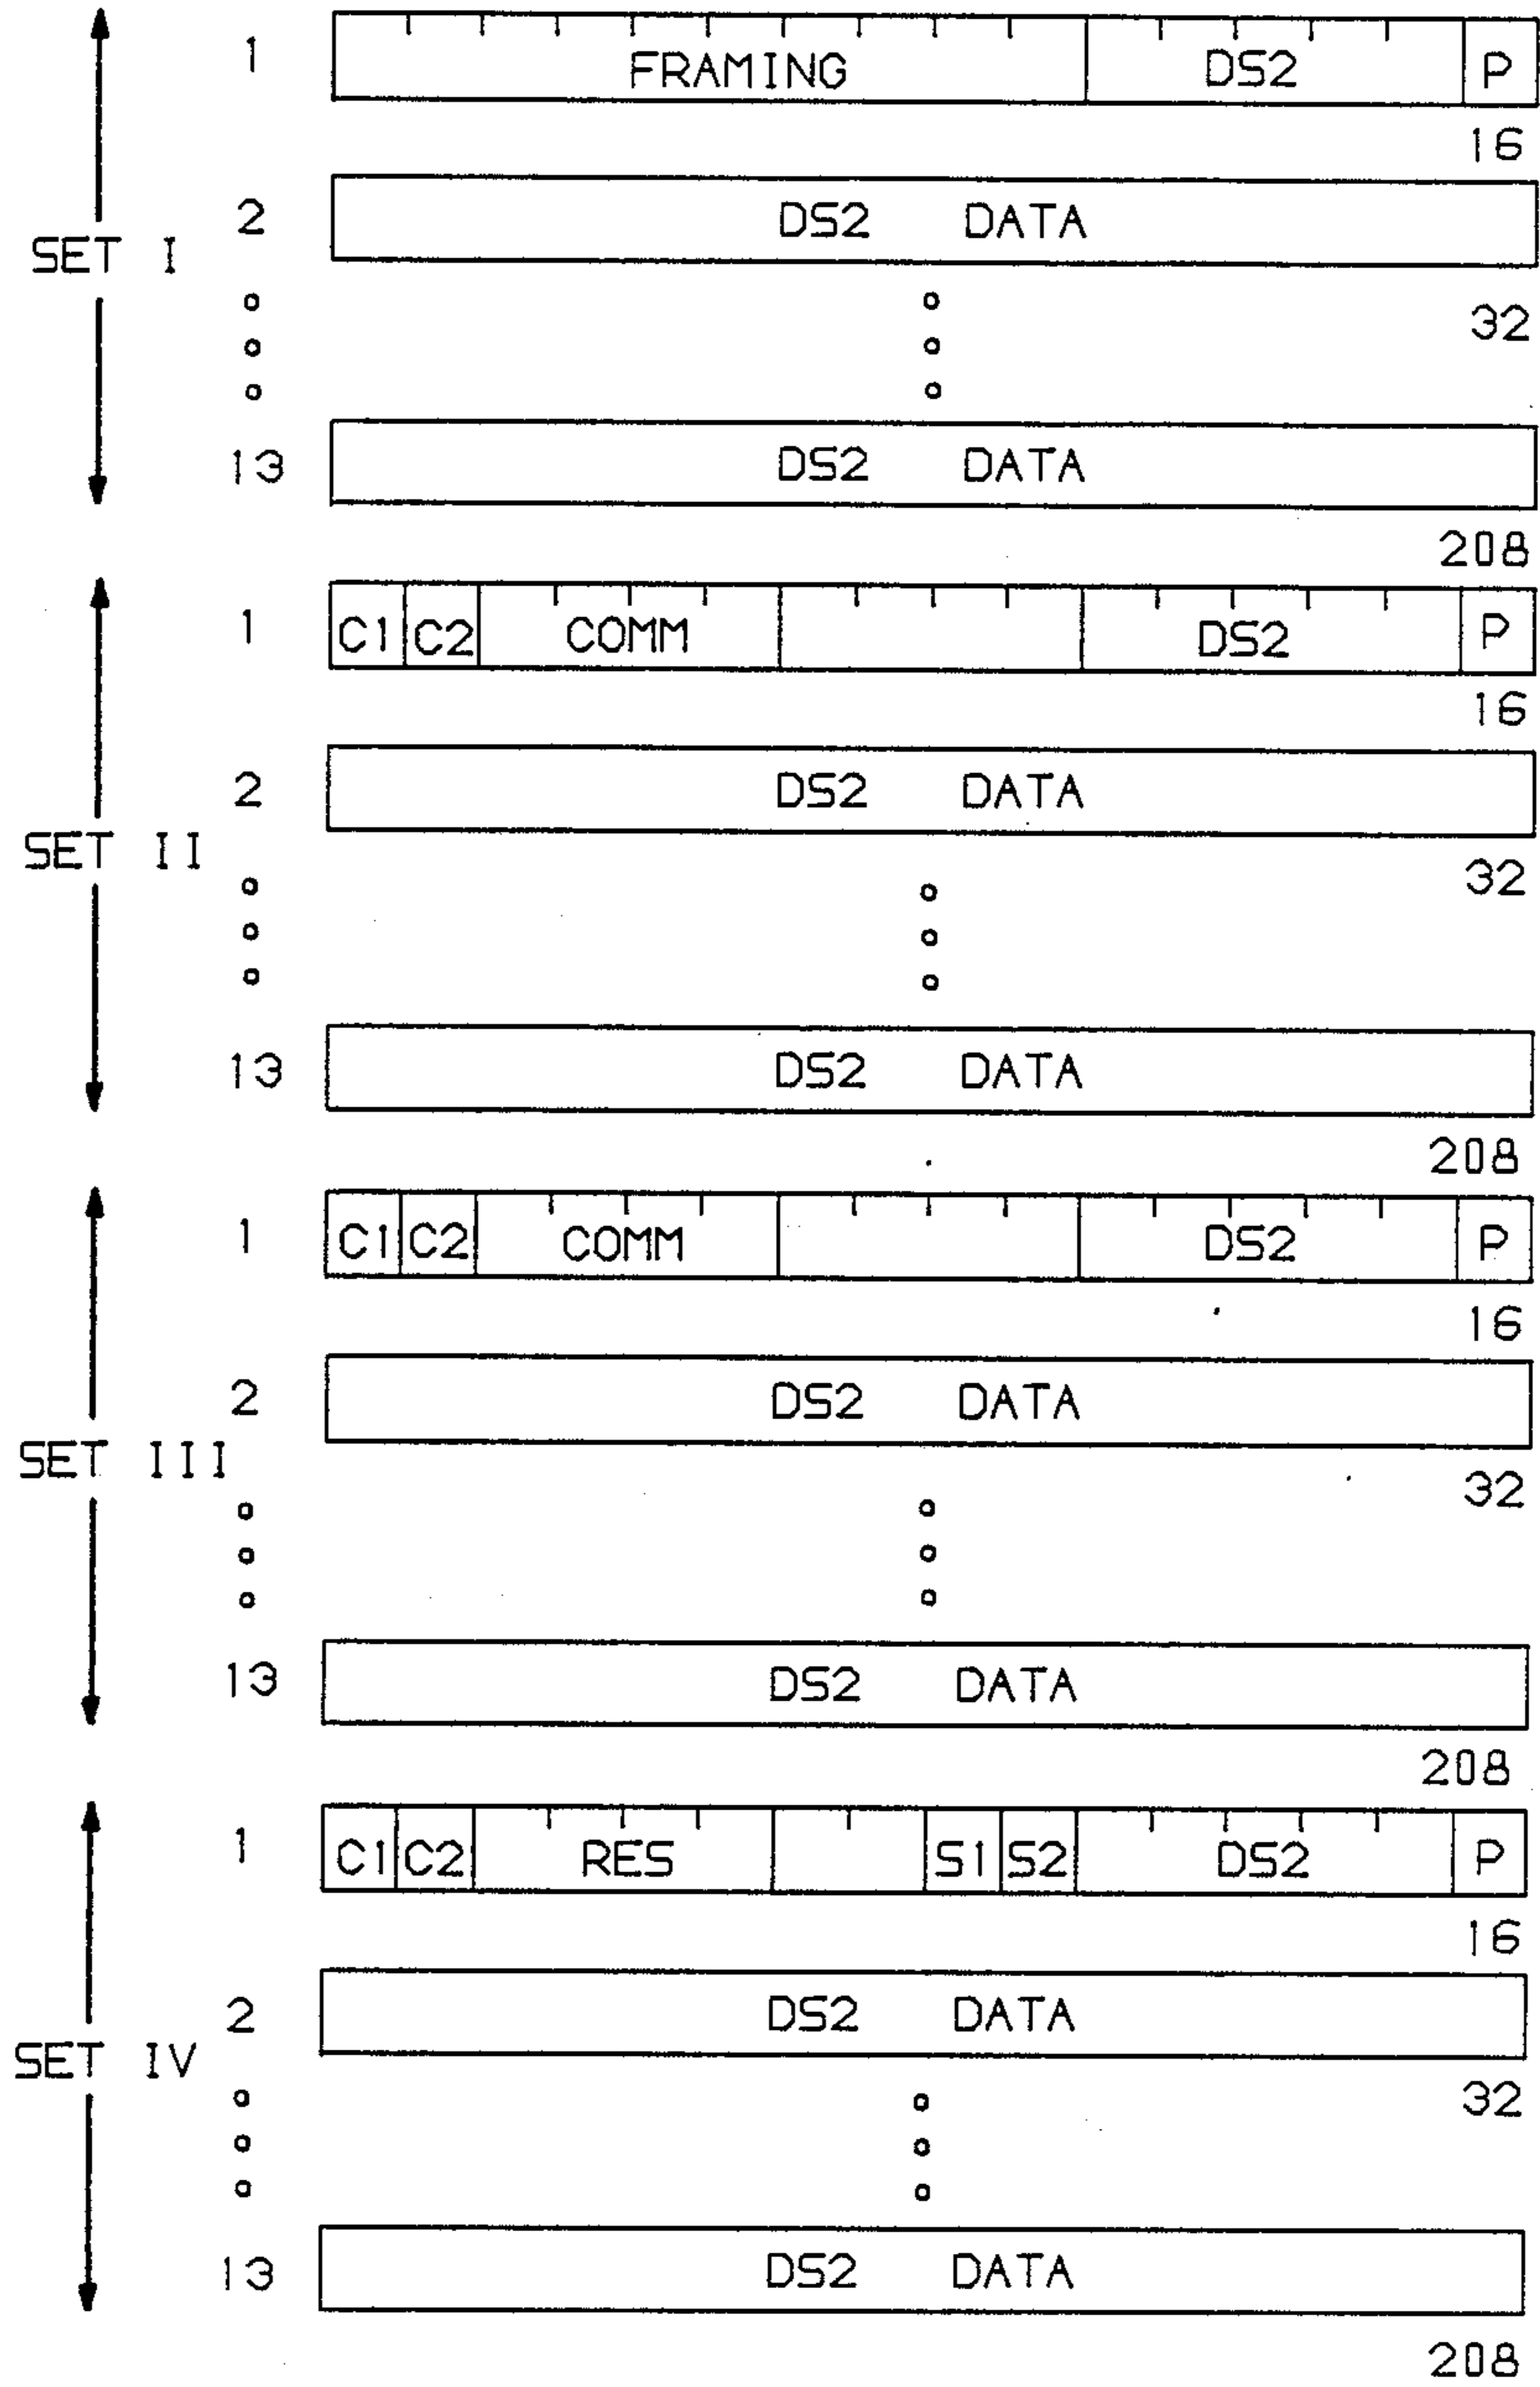 1 FRAMING DS2 P
16
2 DS2 DATA
SET I
32
13 DS2 DATA
208
1 C1 C2 COMM DS2 P
16
2 DS2 DATA
SET II
32
13 DS2 DATA
208
1 C1 C2 COMM DS2 P
16
2 DS2 DATA
SET III
32
13 DS2 DATA
208
1 C1 C2 RES S1 S2 DS2 P
16
2 DS2 DATA
SET IV
32
13 DS2 DATA
208